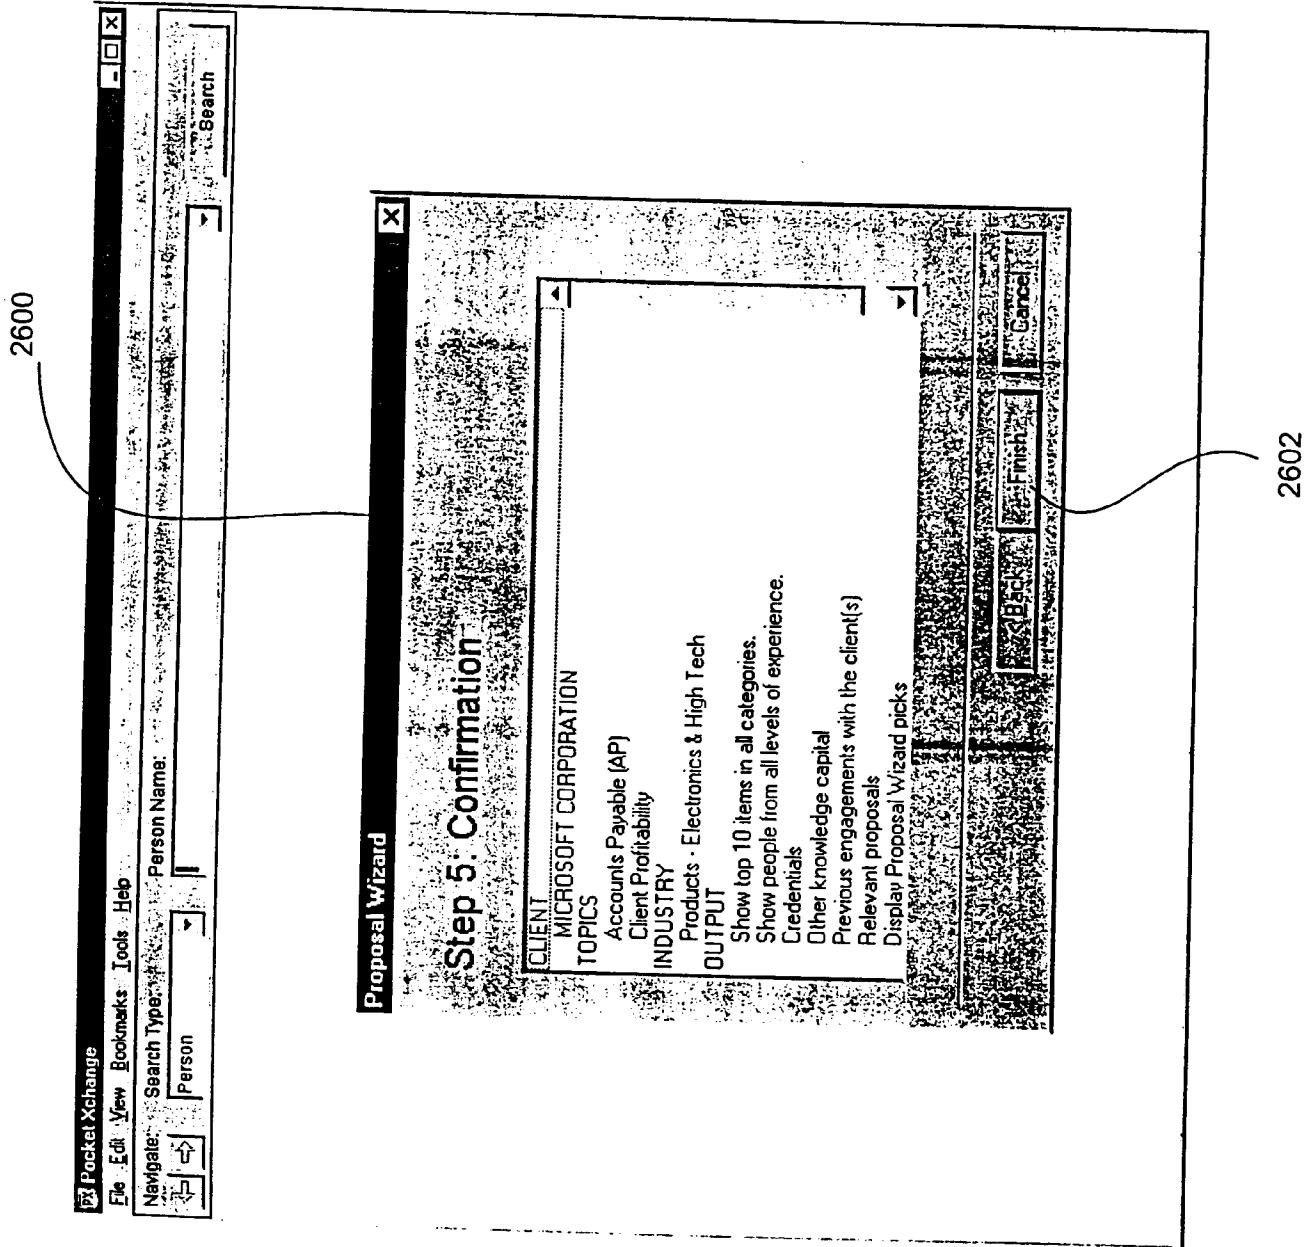 2600
PX Pocket Xchange
File Edit View Bookmarks Tools Help
Navigate: Search Type: Person Name:
Person Search
Proposal Wizard
Step 5: Confirmation
CLIENT
MICROSOFT CORPORATION
TOPICS
Accounts Payable (AP)
Client Profitability
INDUSTRY
Products - Electronics & High Tech
OUTPUT
Show top 10 items in all categories.
Show people from all levels of experience.
Credentials
Other knowledge capital
Previous engagements with the client(s)
Relevant proposals
Display Proposal Wizard picks
< Back Finish Cancel
2602